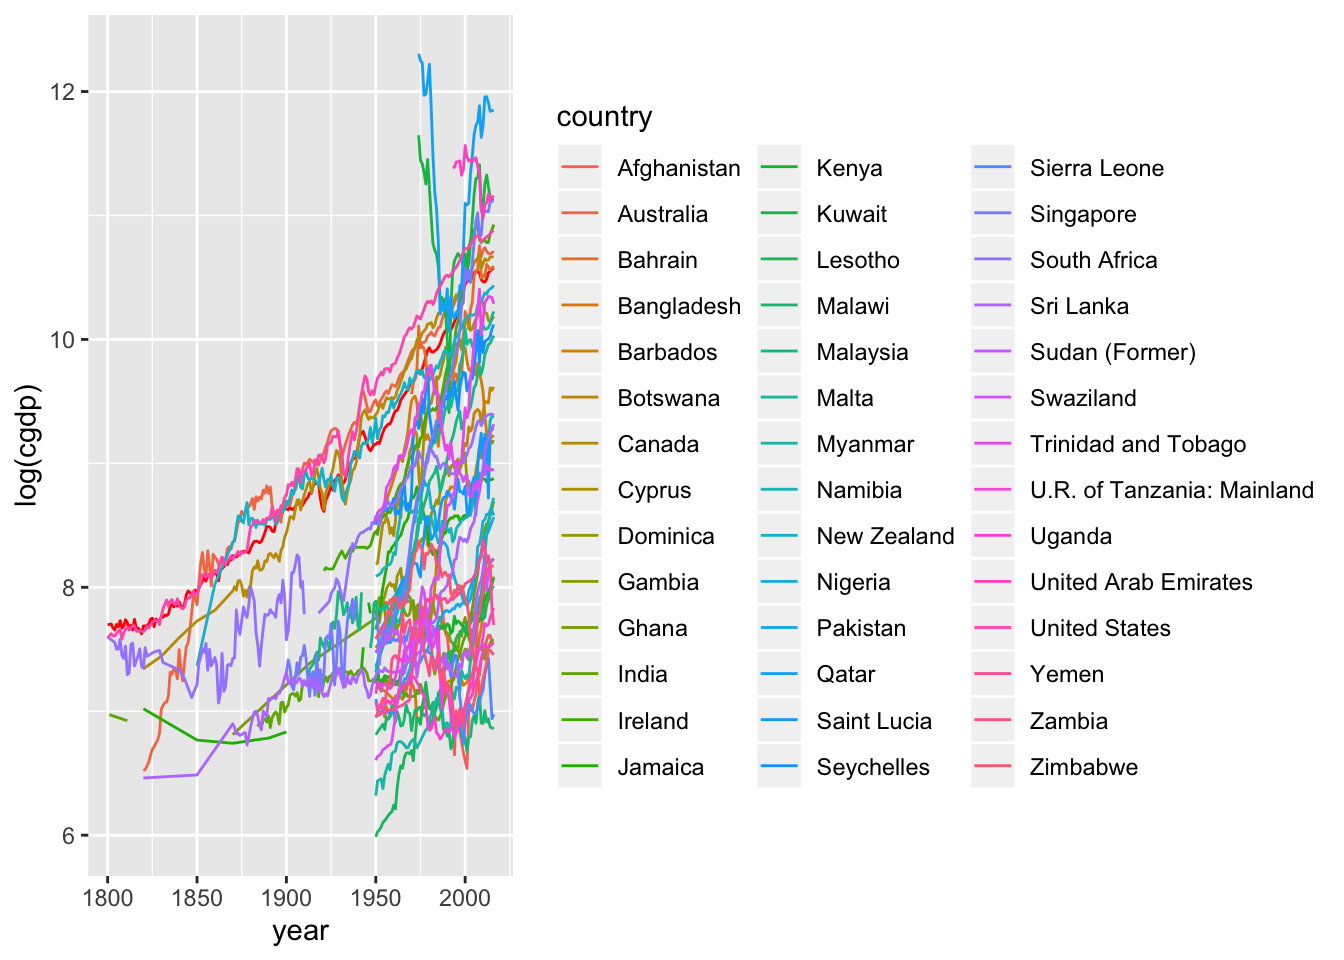 log(cgdp)
12
10
8
6
1800 1850 1900 1950 2000
year
country
Afghanistan
Australia
Bahrain
Bangladesh
Barbados
Botswana
Canada
Cyprus
Dominica
Gambia
Ghana
India
Ireland
Jamaica
Kenya
Kuwait
Lesotho
Malawi
Malaysia
Malta
Myanmar
Namibia
New Zealand
Nigeria
Pakistan
Qatar
Saint Lucia
Seychelles
Sierra Leone
Singapore
South Africa
Sri Lanka
Sudan (Former)
Swaziland
Trinidad and Tobago
U.R. of Tanzania: Mainland
Uganda
United Arab Emirates
United States
Yemen
Zambia
Zimbabwe